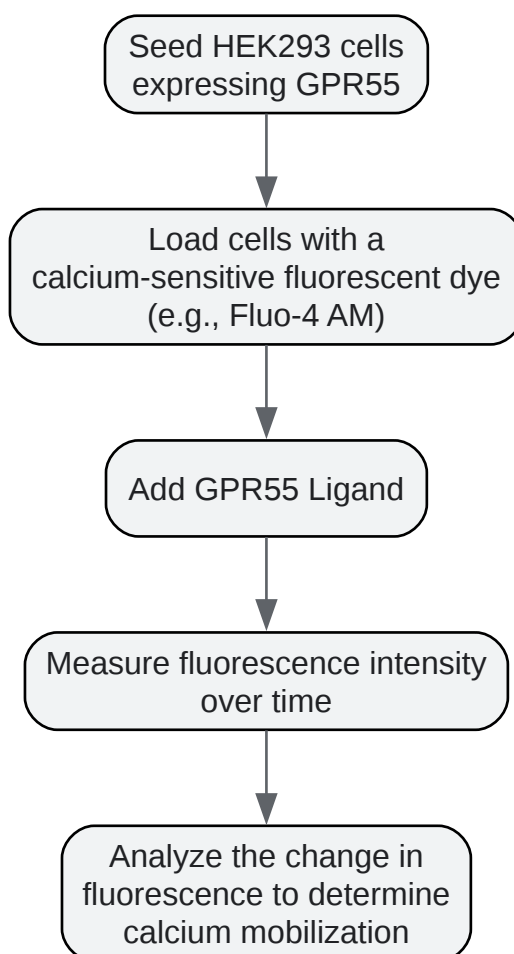 Seed HEK293 cells
expressing GPR55
Load cells with a
calcium-sensitive fluorescent dye
(e.g., Fluo-4 AM)
Add GPR55 Ligand
Measure fluorescence intensity
over time
Analyze the change in
fluorescence to determine
calcium mobilization